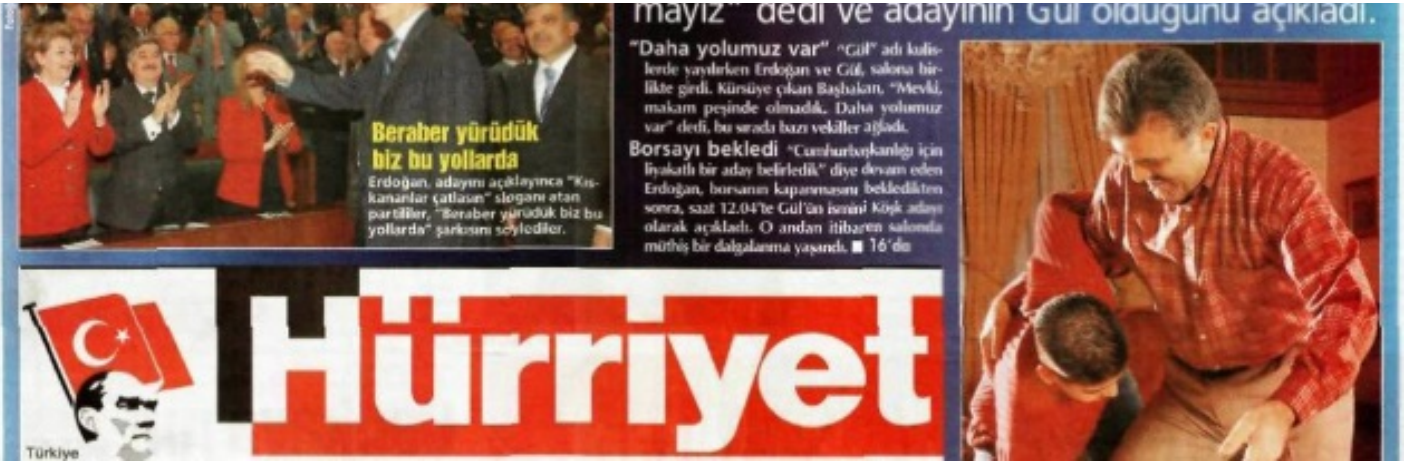 mayız" dedi ve adayının Gül olduğunu açıkladı.
"Daha yolumuz var" "Gül" adı kulis-
lerde yayılırken Erdoğan ve Gül, salona bir-
likte girdi. Kürsüye çıkan Başbakan, "Mevki,
makam peşinde olmadık. Daha yolumuz
var" dedi, bu sırada bazı vekiller ağladı.
Borsayı bekledi "Cumhurbaşkanlığı için
liyakatlı bir aday belirledik" diye devam eden
Erdoğan, borsanın kapanmasını bekledikten
sonra, saat 12.04'te Gül'ün ismini Köşk adayı
olarak açıkladı. O andan itibaren salonda
müthiş bir dalgalanma yaşandı. ■ 16'da
Beraber yürüdük
biz bu yollarda
Erdoğan, adayını açıklayınca "Kıs-
kananlar çatlasın" sloganı atan
partililer, "Beraber yürüdük biz bu
yollarda" şarkısını söylediler.
Hürriyet
Türkiye